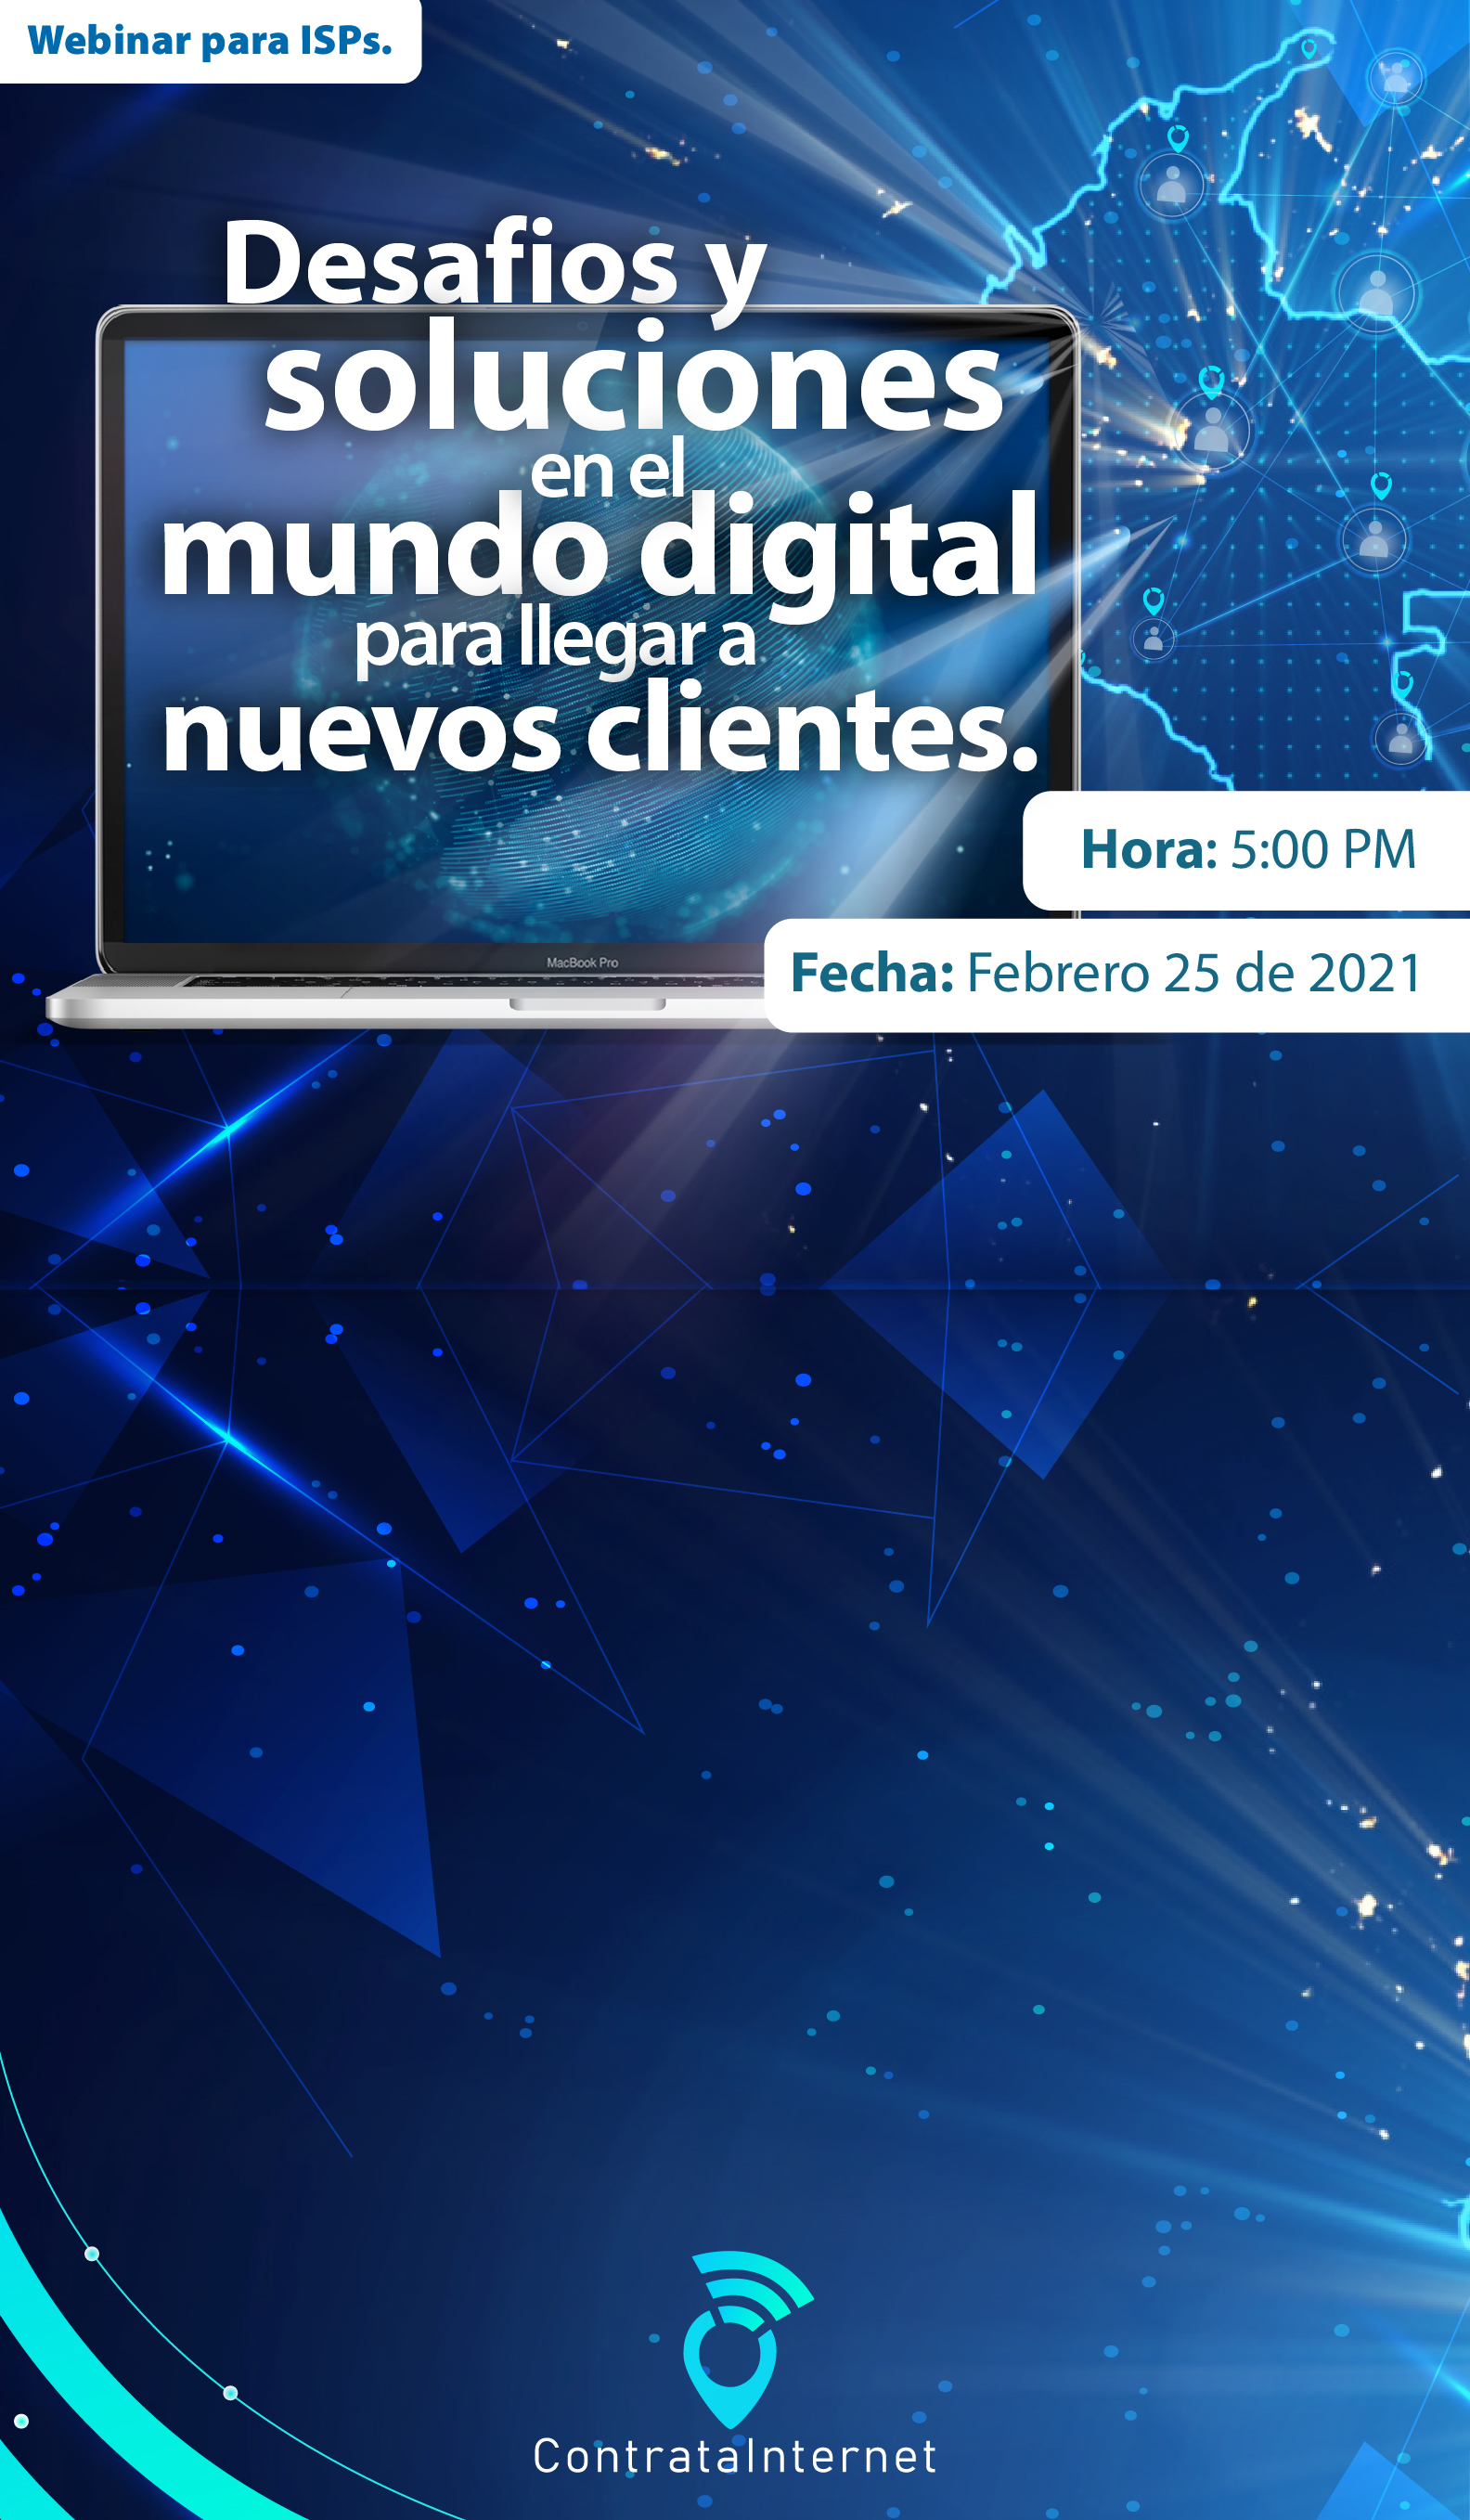 Webinar para ISPs.
Desafios y
soluciones
en el
mundo digital
para llegar a
nuevos clientes.
Hora: 5:00 PM
MacBook Pro
Fecha: Febrero 25 de 2021
ContrataInternet